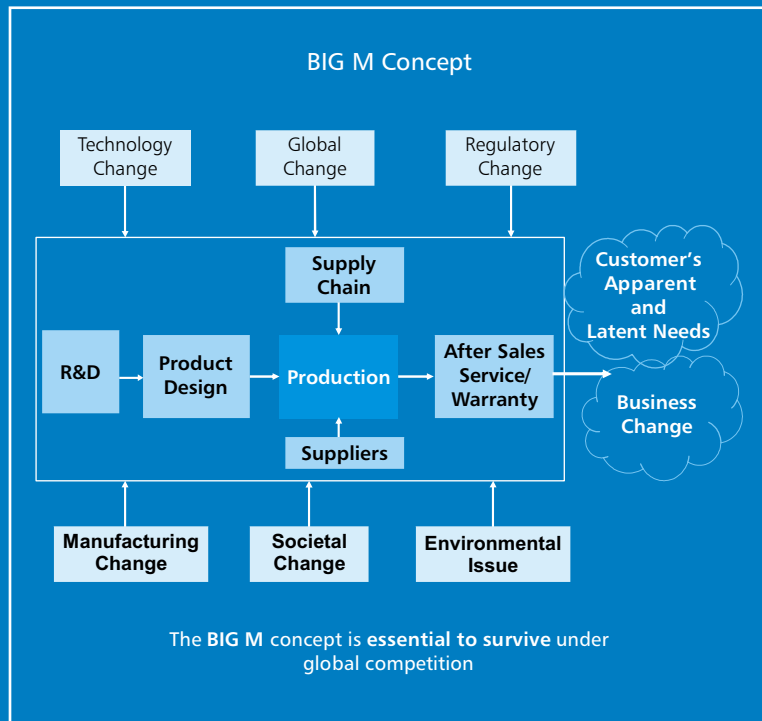 BIG M Concept
Technology
Change
Global
Change
Regulatory
Change
Supply
Chain
Customer's
Apparent
and
Latent Needs
R&D
Product
Design
Production
After Sales
Service/
Warranty
Business
Change
Suppliers
Manufacturing
Change
Societal
Change
Environmental
Issue
The BIG M concept is essential to survive under
global competition